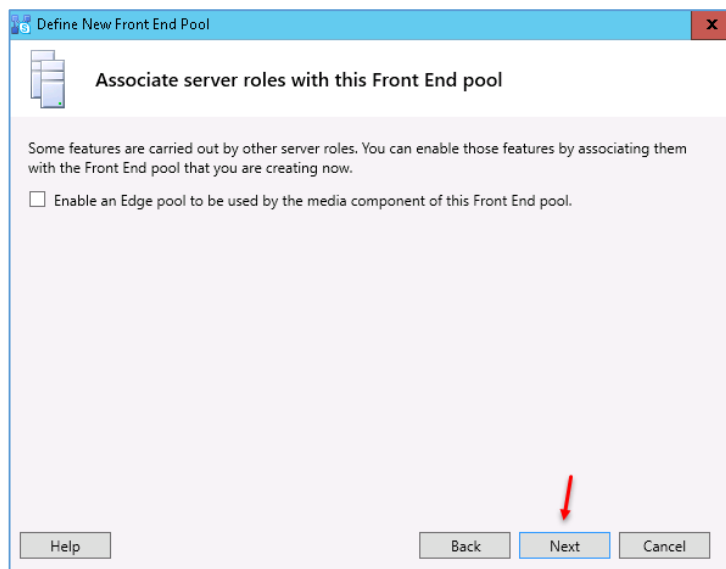 Define New Front End Pool
Associate server roles with this Front End pool
Some features are carried out by other server roles. You can enable those features by associating them
with the Front End pool that you are creating now.
Enable an Edge pool to be used by the media component of this Front End pool.
Help
Back
Next
Cancel